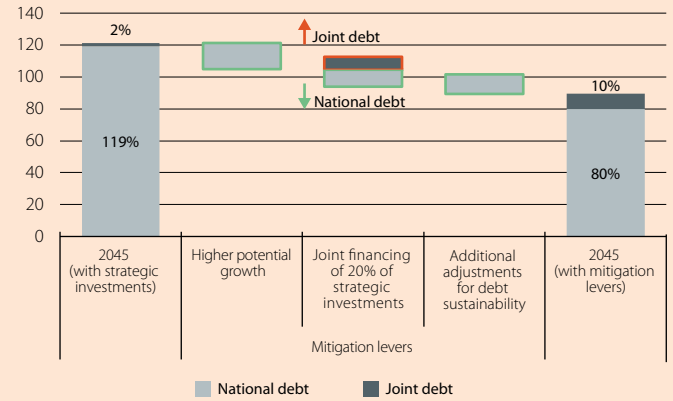 140
120
100
80
60
40
20
0
2%
119%
Joint debt
National debt
10%
80%
2045
(with strategic
investments)
Higher potential
growth
Joint financing
of 20% of
strategic
investments
Additional
adjustments
for debt
sustainability
2045
(with mitigation
levers)
Mitigation levers
National debt
Joint debt